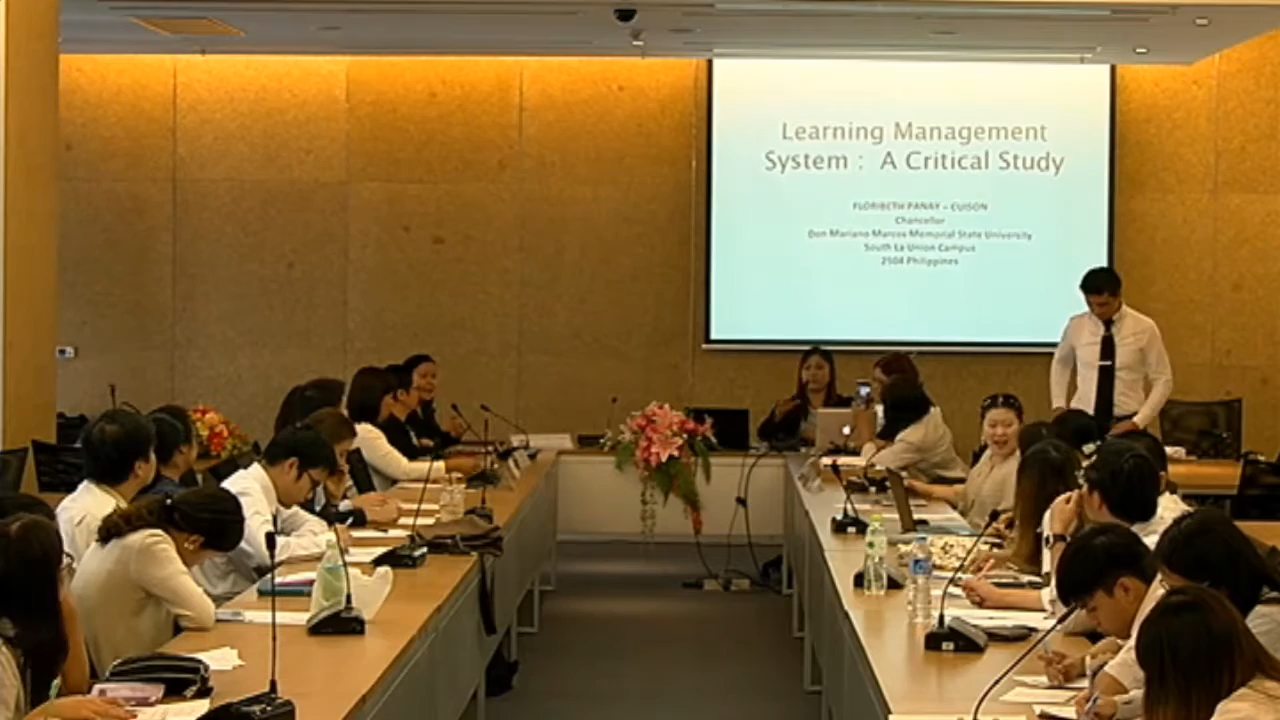 Learning Management
System : A Critical Study
FLORIBETH PANAY – CUISON
Chancellor
Don Mariano Marcos Memorial State University
South La Union Campus
2504 Philippines